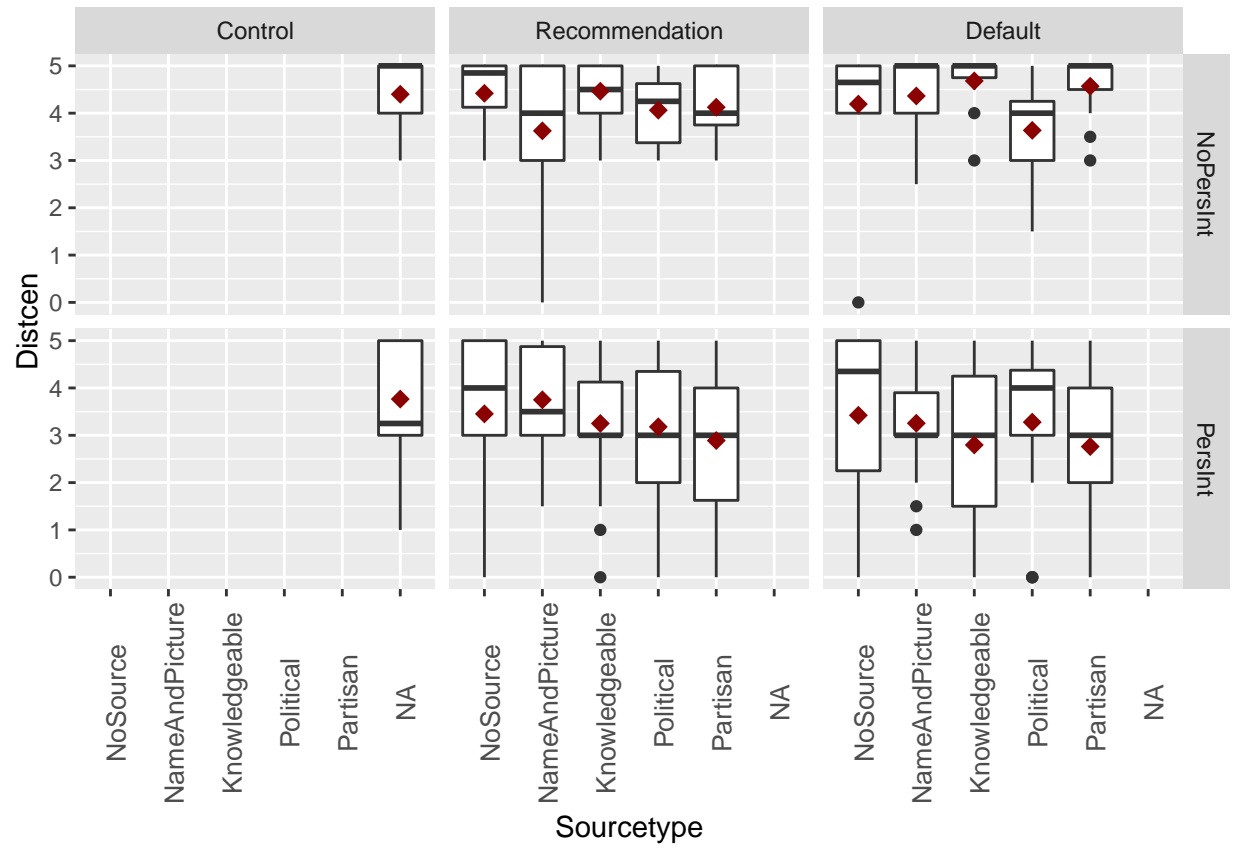 Control Recommendation Default
Distcen
5
4
3
2
1
0
NoPersInt
5
4
3
2
1
0
PersInt
NoSource NameAndPicture Knowledgeable Political Partisan NA NoSource NameAndPicture Knowledgeable Political Partisan NA NoSource NameAndPicture Knowledgeable Political Partisan NA
Sourcetype